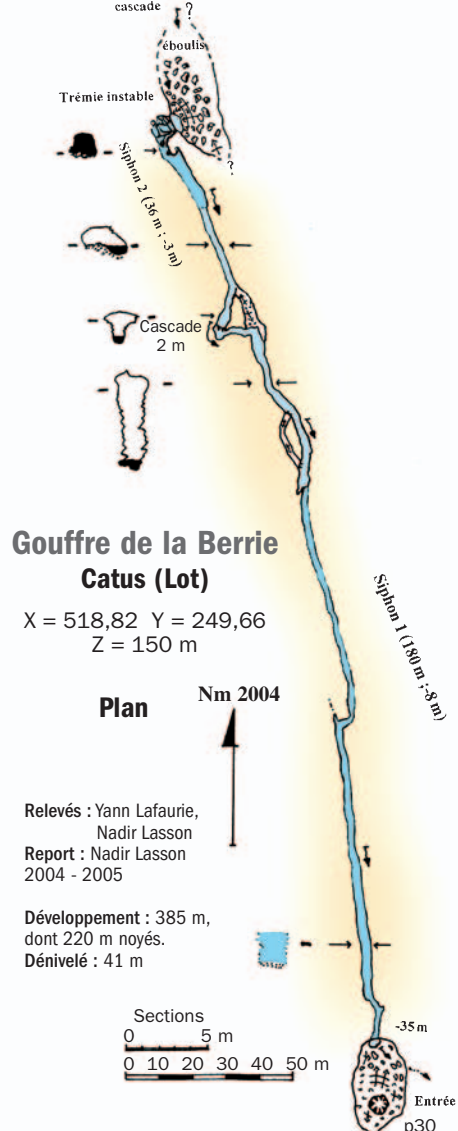 cascade
?
éboulis
Trémie instable
?
Siphon 2 (36 m ; -3 m)
Cascade
2 m
Gouffre de la Berrie
Catus (Lot)
X = 518,82 Y = 249,66
Z = 150 m
Siphon 1 (180 m ;-8 m)
Plan
Nm 2004
Relevés : Yann Lafaurie,
Nadir Lasson
Report : Nadir Lasson
2004 - 2005
Développement : 385 m,
dont 220 m noyés.
Dénivelé : 41 m
Sections
0 5 m
0 10 20 30 40 50 m
-35 m
Entrée
p30